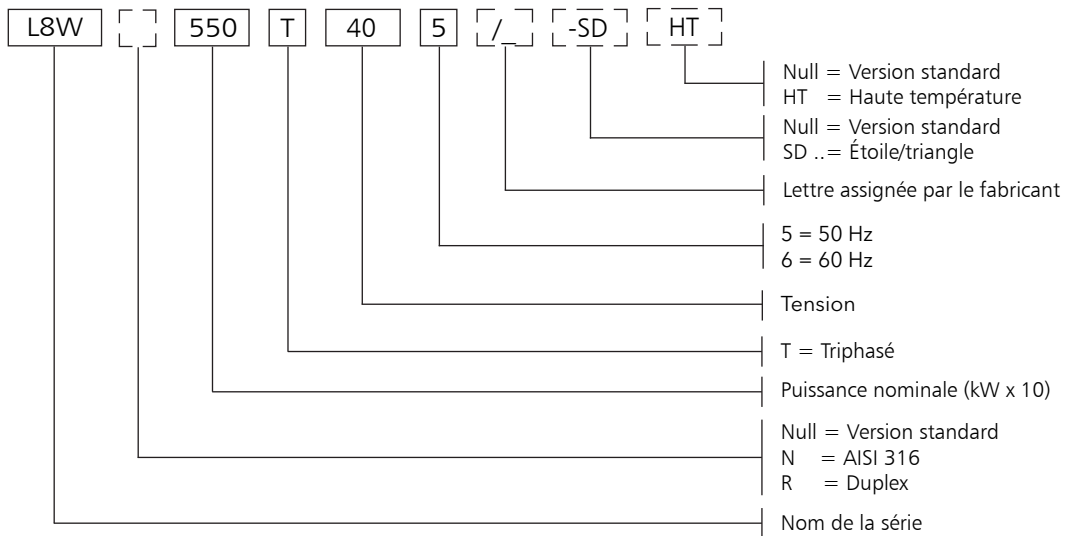 L8W 550 T 40 5 /_ -SD HT
Null = Version standard
HT = Haute température
Null = Version standard
SD ..= Étoile/triangle
Lettre assignée par le fabricant
5 = 50 Hz
6 = 60 Hz
Tension
T = Triphasé
Puissance nominale (kW x 10)
Null = Version standard
N = AISI 316
R = Duplex
Nom de la série